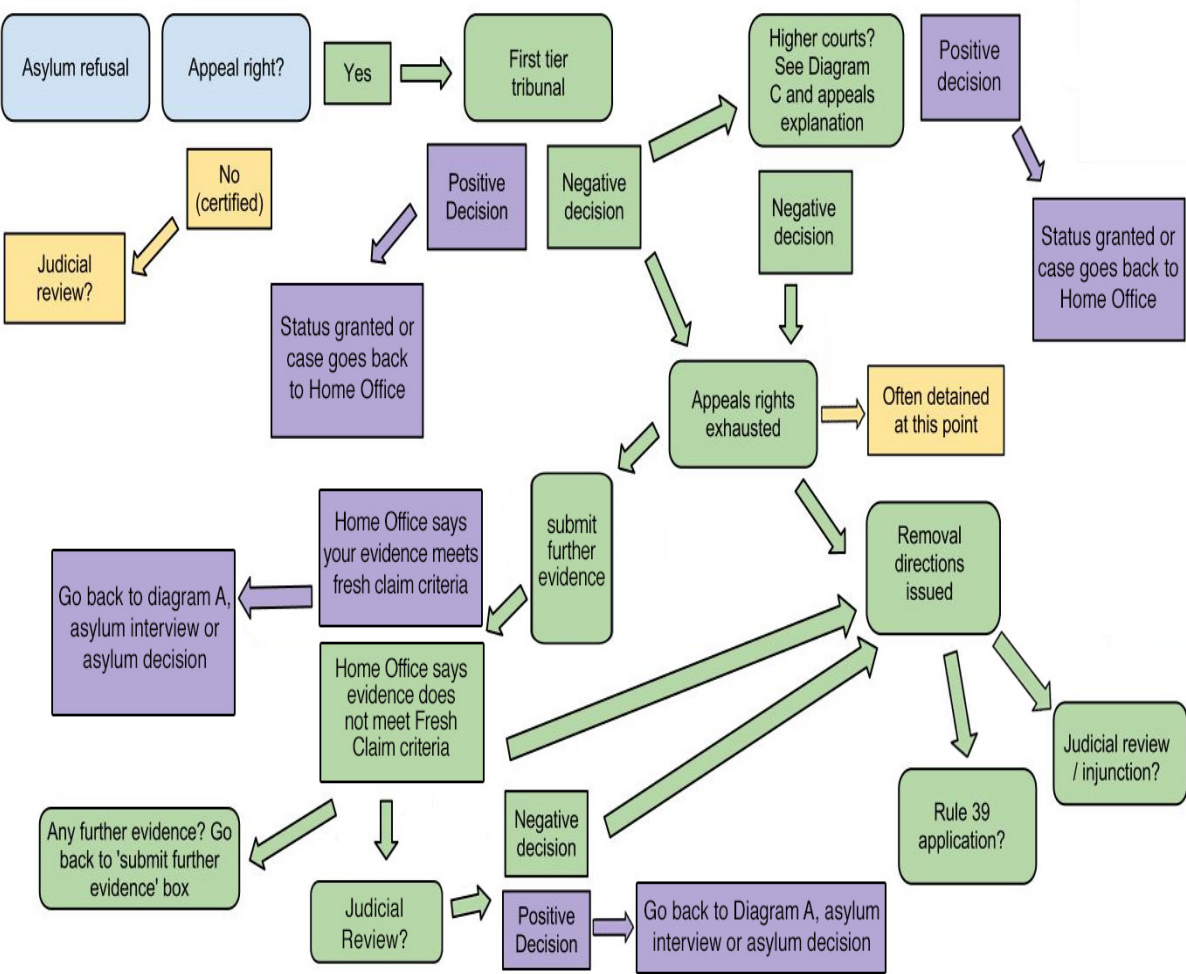 Asylum refusal
Appeal right?
Yes
First tier
tribunal
Higher courts?
See Diagram
C and appeals
explanation
Positive
decision
No
(certified)
Positive
Decision
Negative
decision
Negative
decision
Judicial
review?
Status granted or
case goes back
to Home Office
Status granted or
case goes back to
Home Office
Appeals rights
exhausted
Often detained
at this point
Home Office says
your evidence meets
fresh claim criteria
submit
further
evidence
Removal
directions
issued
Go back to diagram A,
asylum interview or
asylum decision
Home Office says
evidence does
not meet Fresh
Claim criteria
Judicial review
/ injunction?
Rule 39
application?
Any further evidence? Go
back to 'submit further
evidence' box
Negative
decision
Judicial
Review?
Positive
Decision
Go back to Diagram A, asylum
interview or asylum decision